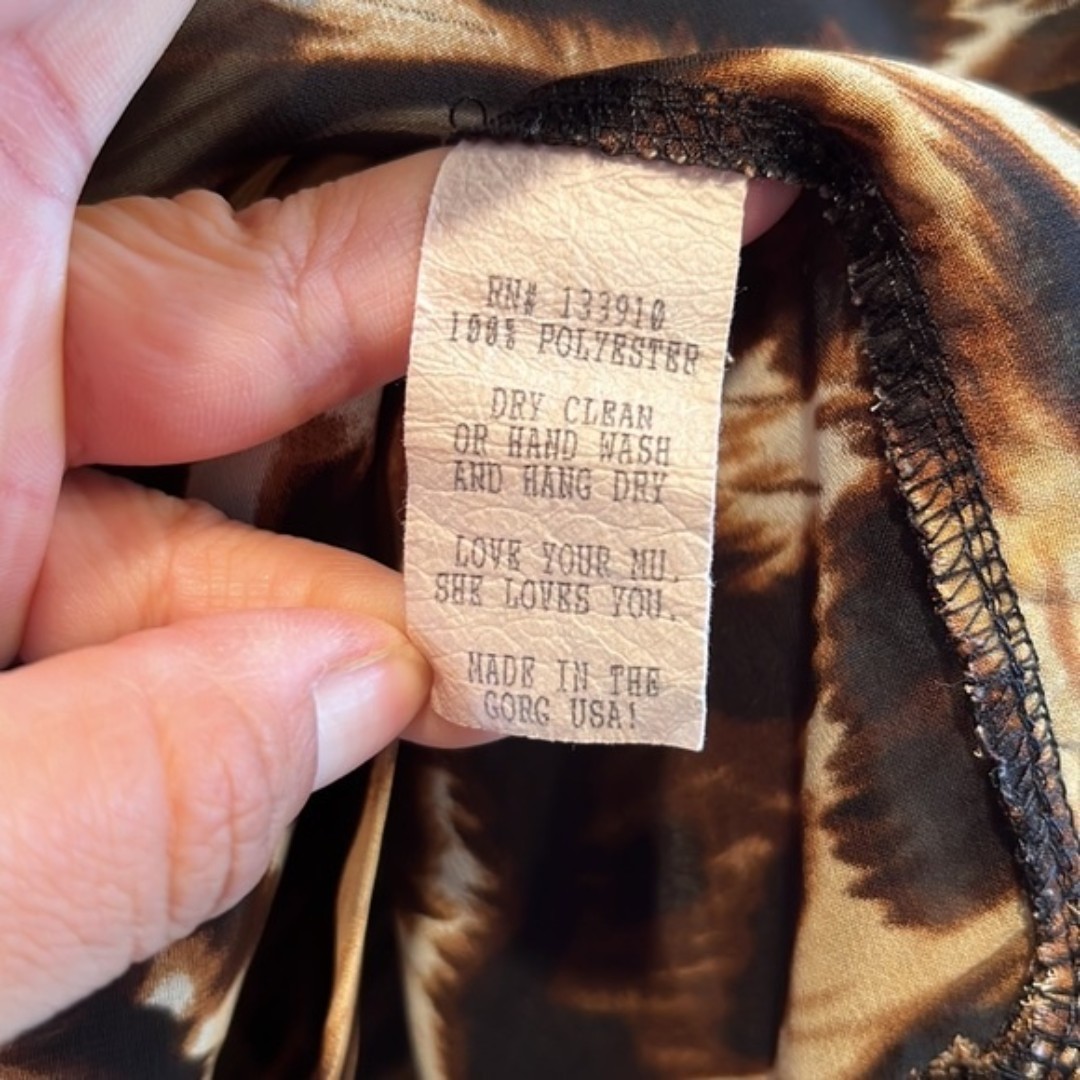 RN# 133910
100% POLYESTER
DRY CLEAN
OR HAND WASH
AND HANG DRY
LOVE YOUR MU.
SHE LOVES YOU.
MADE IN THE
GORG USA!